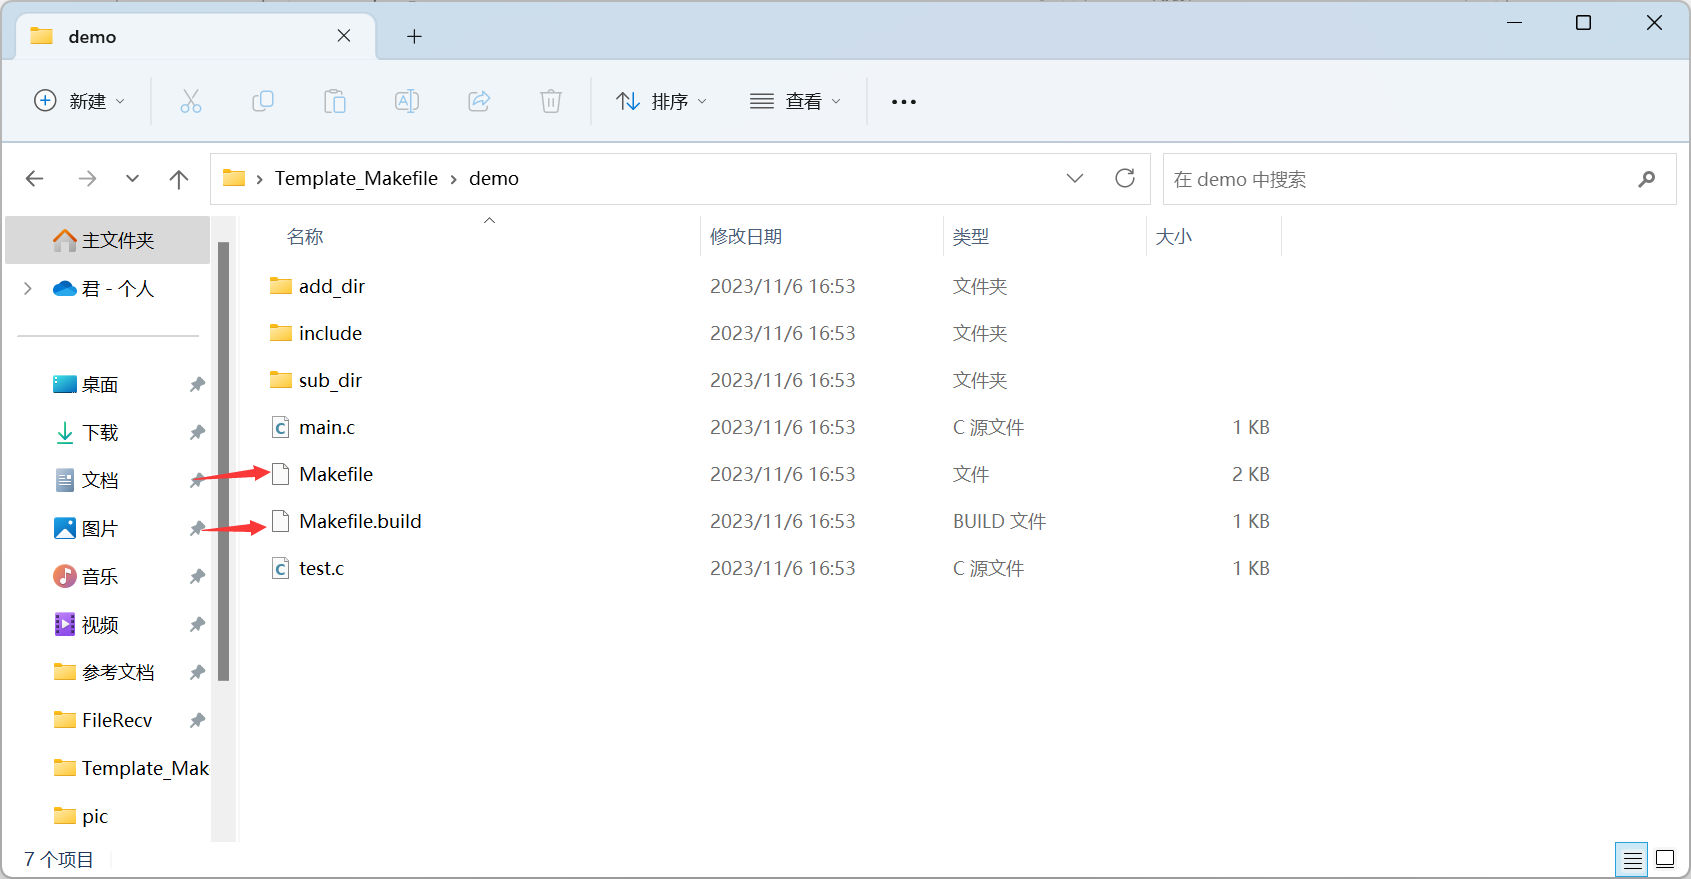 demo
新建
排序
查看
Template_Makefile demo
在 demo 中搜索
主文件夹
君 - 个人
桌面
下载
文档
图片
音乐
视频
参考文档
FileRecv
Template_Mak
pic
名称 修改日期 类型 大小
add_dir 2023/11/6 16:53 文件夹
include 2023/11/6 16:53 文件夹
sub_dir 2023/11/6 16:53 文件夹
main.c 2023/11/6 16:53 C 源文件 1 KB
Makefile 2023/11/6 16:53 文件 2 KB
Makefile.build 2023/11/6 16:53 BUILD 文件 1 KB
test.c 2023/11/6 16:53 C 源文件 1 KB
7 个项目